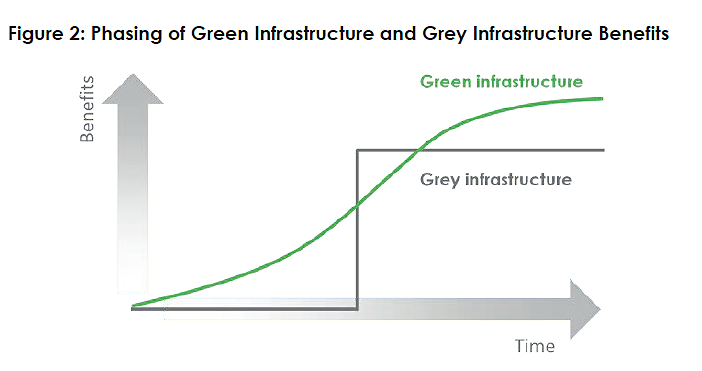 Figure 2: Phasing of Green Infrastructure and Grey Infrastructure Benefits
Benefits
Green infrastructure
Grey infrastructure
Time